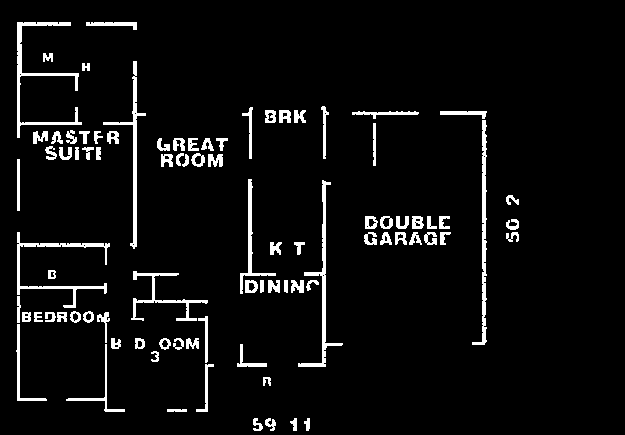 M
H
BRK
MASTER
SUITE
GREAT
ROOM
50 2
DOUBLE
GARAGE
K T
B
DINING
BEDROOM
B D OOM
3
R
59 11